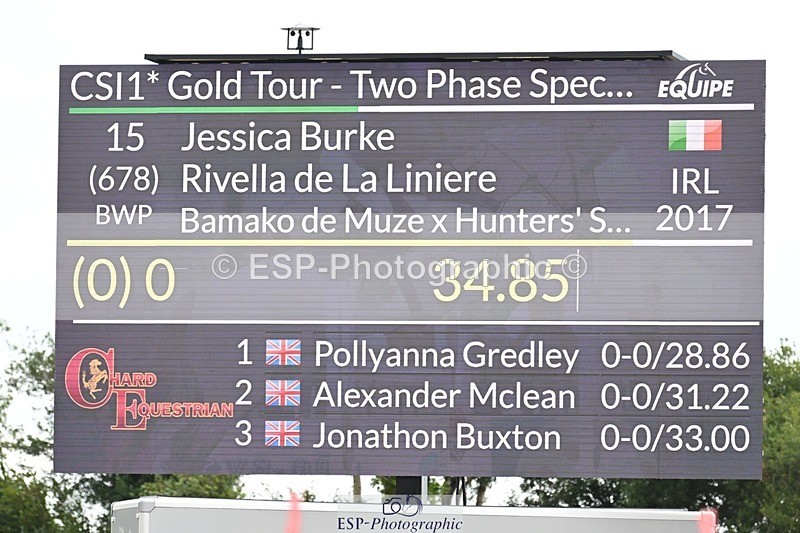 CSI1* Gold Tour - Two Phase Spec...
EQUIPE
15 Jessica Burke
(678) Rivella de La Liniere IRL
BWP Bamako de Muze x Hunters' S... 2017
(0) 0 34.85
© ESP-Photographic ©
1 Pollyanna Gredley 0-0/28.86
2 Alexander Mclean 0-0/31.22
3 Jonathon Buxton 0-0/33.00
CHARD
EQUESTRIAN
ESP-Photographic